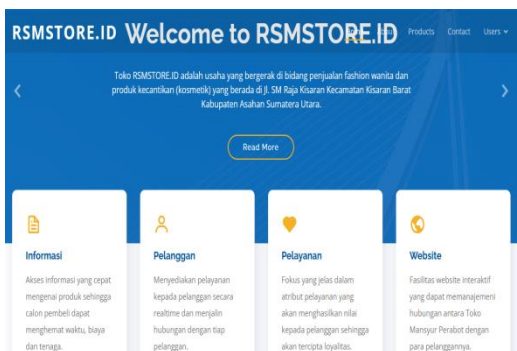 RSMSTORE.ID
Welcome to RSMSTORE.ID
Products
Contact
Users
Toko RSMSTORE.ID adalah usaha yang bergerak di bidang penjualan fashion wanita dan
produk kecantikan (kosmetik) yang berada di Jl. SM Raja Kisaran Kecamatan Kisaran Barat
Kabupaten Asahan Sumatera Utara.
Read More
Informasi
Akses informasi yang cepat
mengenai produk sehingga
calon pembeli dapat
menghemat waktu, biaya
dan tenaga.
Pelanggan
Menyediakan pelayanan
kepada pelanggan secara
realtime dan menjalin
hubungan dengan tiap
pelanggan.
Pelayanan
Fokus yang jelas dalam
atribut pelayanan yang
akan menghasilkan nilai
kepada pelanggan sehingga
akan tercipta loyalitas.
Website
Fasilitas website interaktif
yang dapat memanajemeni
hubungan antara Toko
Mansyur Perabot dengan
para pelanggannya.